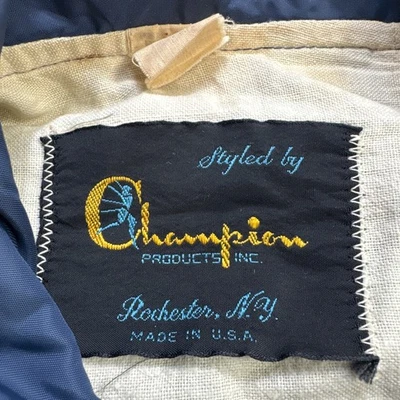 Styled by
Champion
PRODUCTS INC.
Rochester, N.Y.
MADE IN U.S.A.